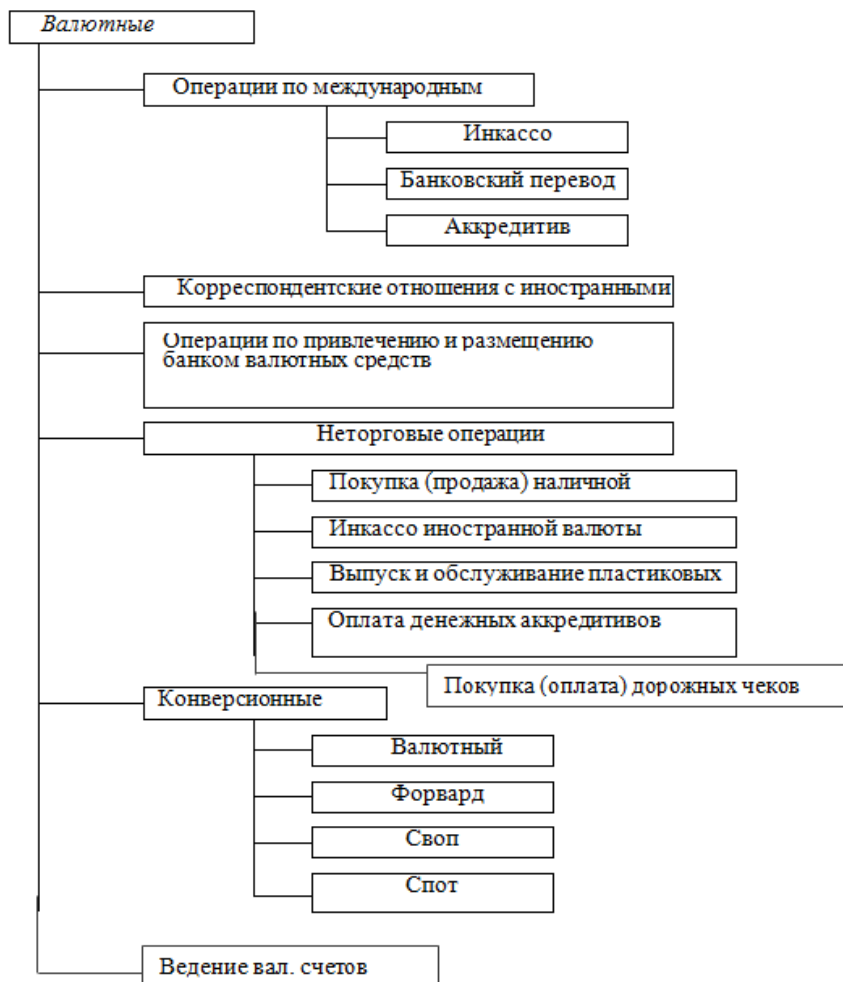 Валютные
Операции по международным
Инкассо
Банковский перевод
Аккредитив
Корреспондентские отношения с иностранными
Операции по привлечению и размещению
банком валютных средств
Неторговые операции
Покупка (продажа) наличной
Инкассо иностранной валюты
Выпуск и обслуживание пластиковых
Оплата денежных аккредитивов
Покупка (оплата) дорожных чеков
Конверсионные
Валютный
Форвард
Своп
Спот
Ведение вал. счетов